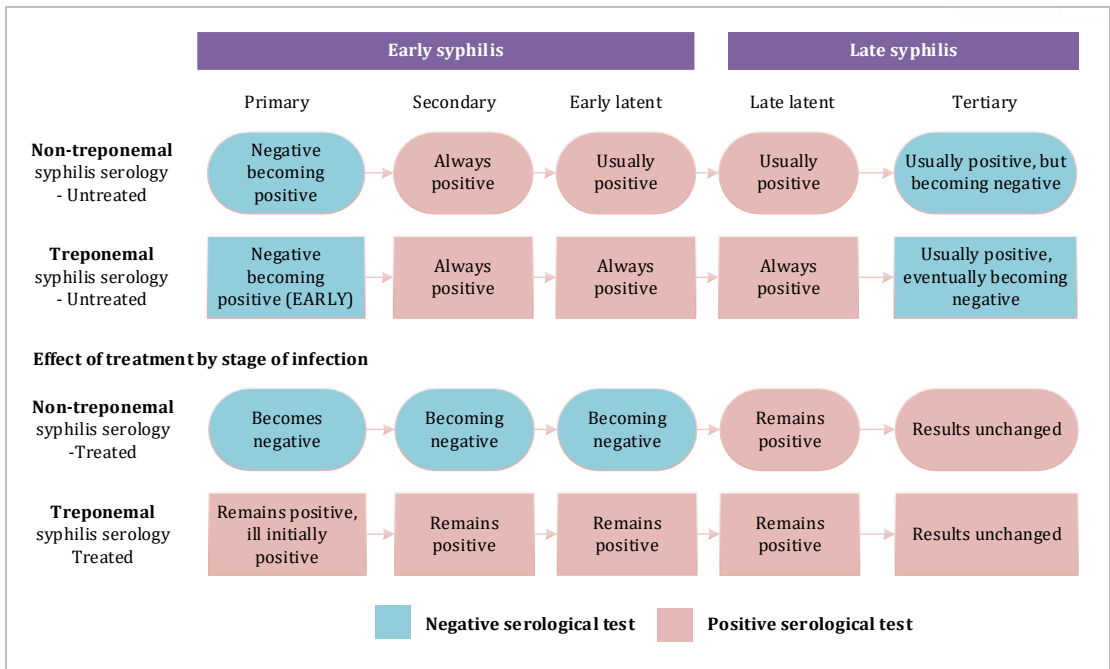 Early syphilis
Late syphilis
Primary
Secondary
Early latent
Late latent
Tertiary
Non-treponemal
syphilis serology
- Untreated
Negative
becoming
positive
Always
positive
Usually
positive
Usually
positive
Usually positive, but
becoming negative
Treponemal
syphilis serology
- Untreated
Negative
becoming
positive (EARLY)
Always
positive
Always
positive
Always
positive
Usually positive,
eventually becoming
negative
Effect of treatment by stage of infection
Non-treponemal
syphilis serology
-Treated
Becomes
negative
Becoming
negative
Becoming
negative
Remains
positive
Results unchanged
Treponemal
syphilis serology
Treated
Remains positive,
ill initially
positive
Remains
positive
Remains
positive
Remains
positive
Results unchanged
Negative serological test
Positive serological test